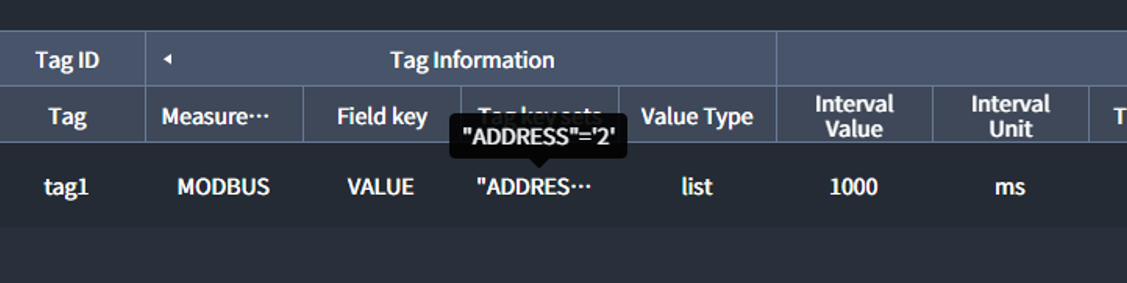 Tag ID
Tag Information
Tag
Measure···
Field key
Tag key sets
Value Type
Interval
Value
Interval
Unit
T
"ADDRESS"='2'
tag1
MODBUS
VALUE
"ADDRES···
list
1000
ms